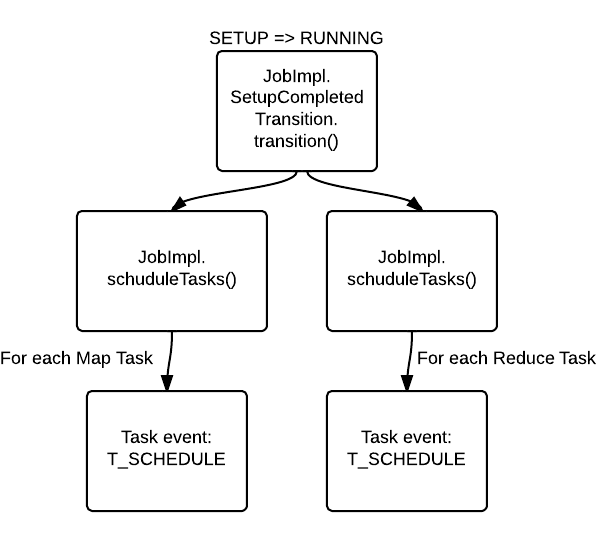 SETUP => RUNNING
JobImpl.
SetupCompleted
Transition.
transition()
JobImpl.
schuduleTasks()
JobImpl.
schuduleTasks()
For each Map Task
For each Reduce Task
Task event:
T_SCHEDULE
Task event:
T_SCHEDULE